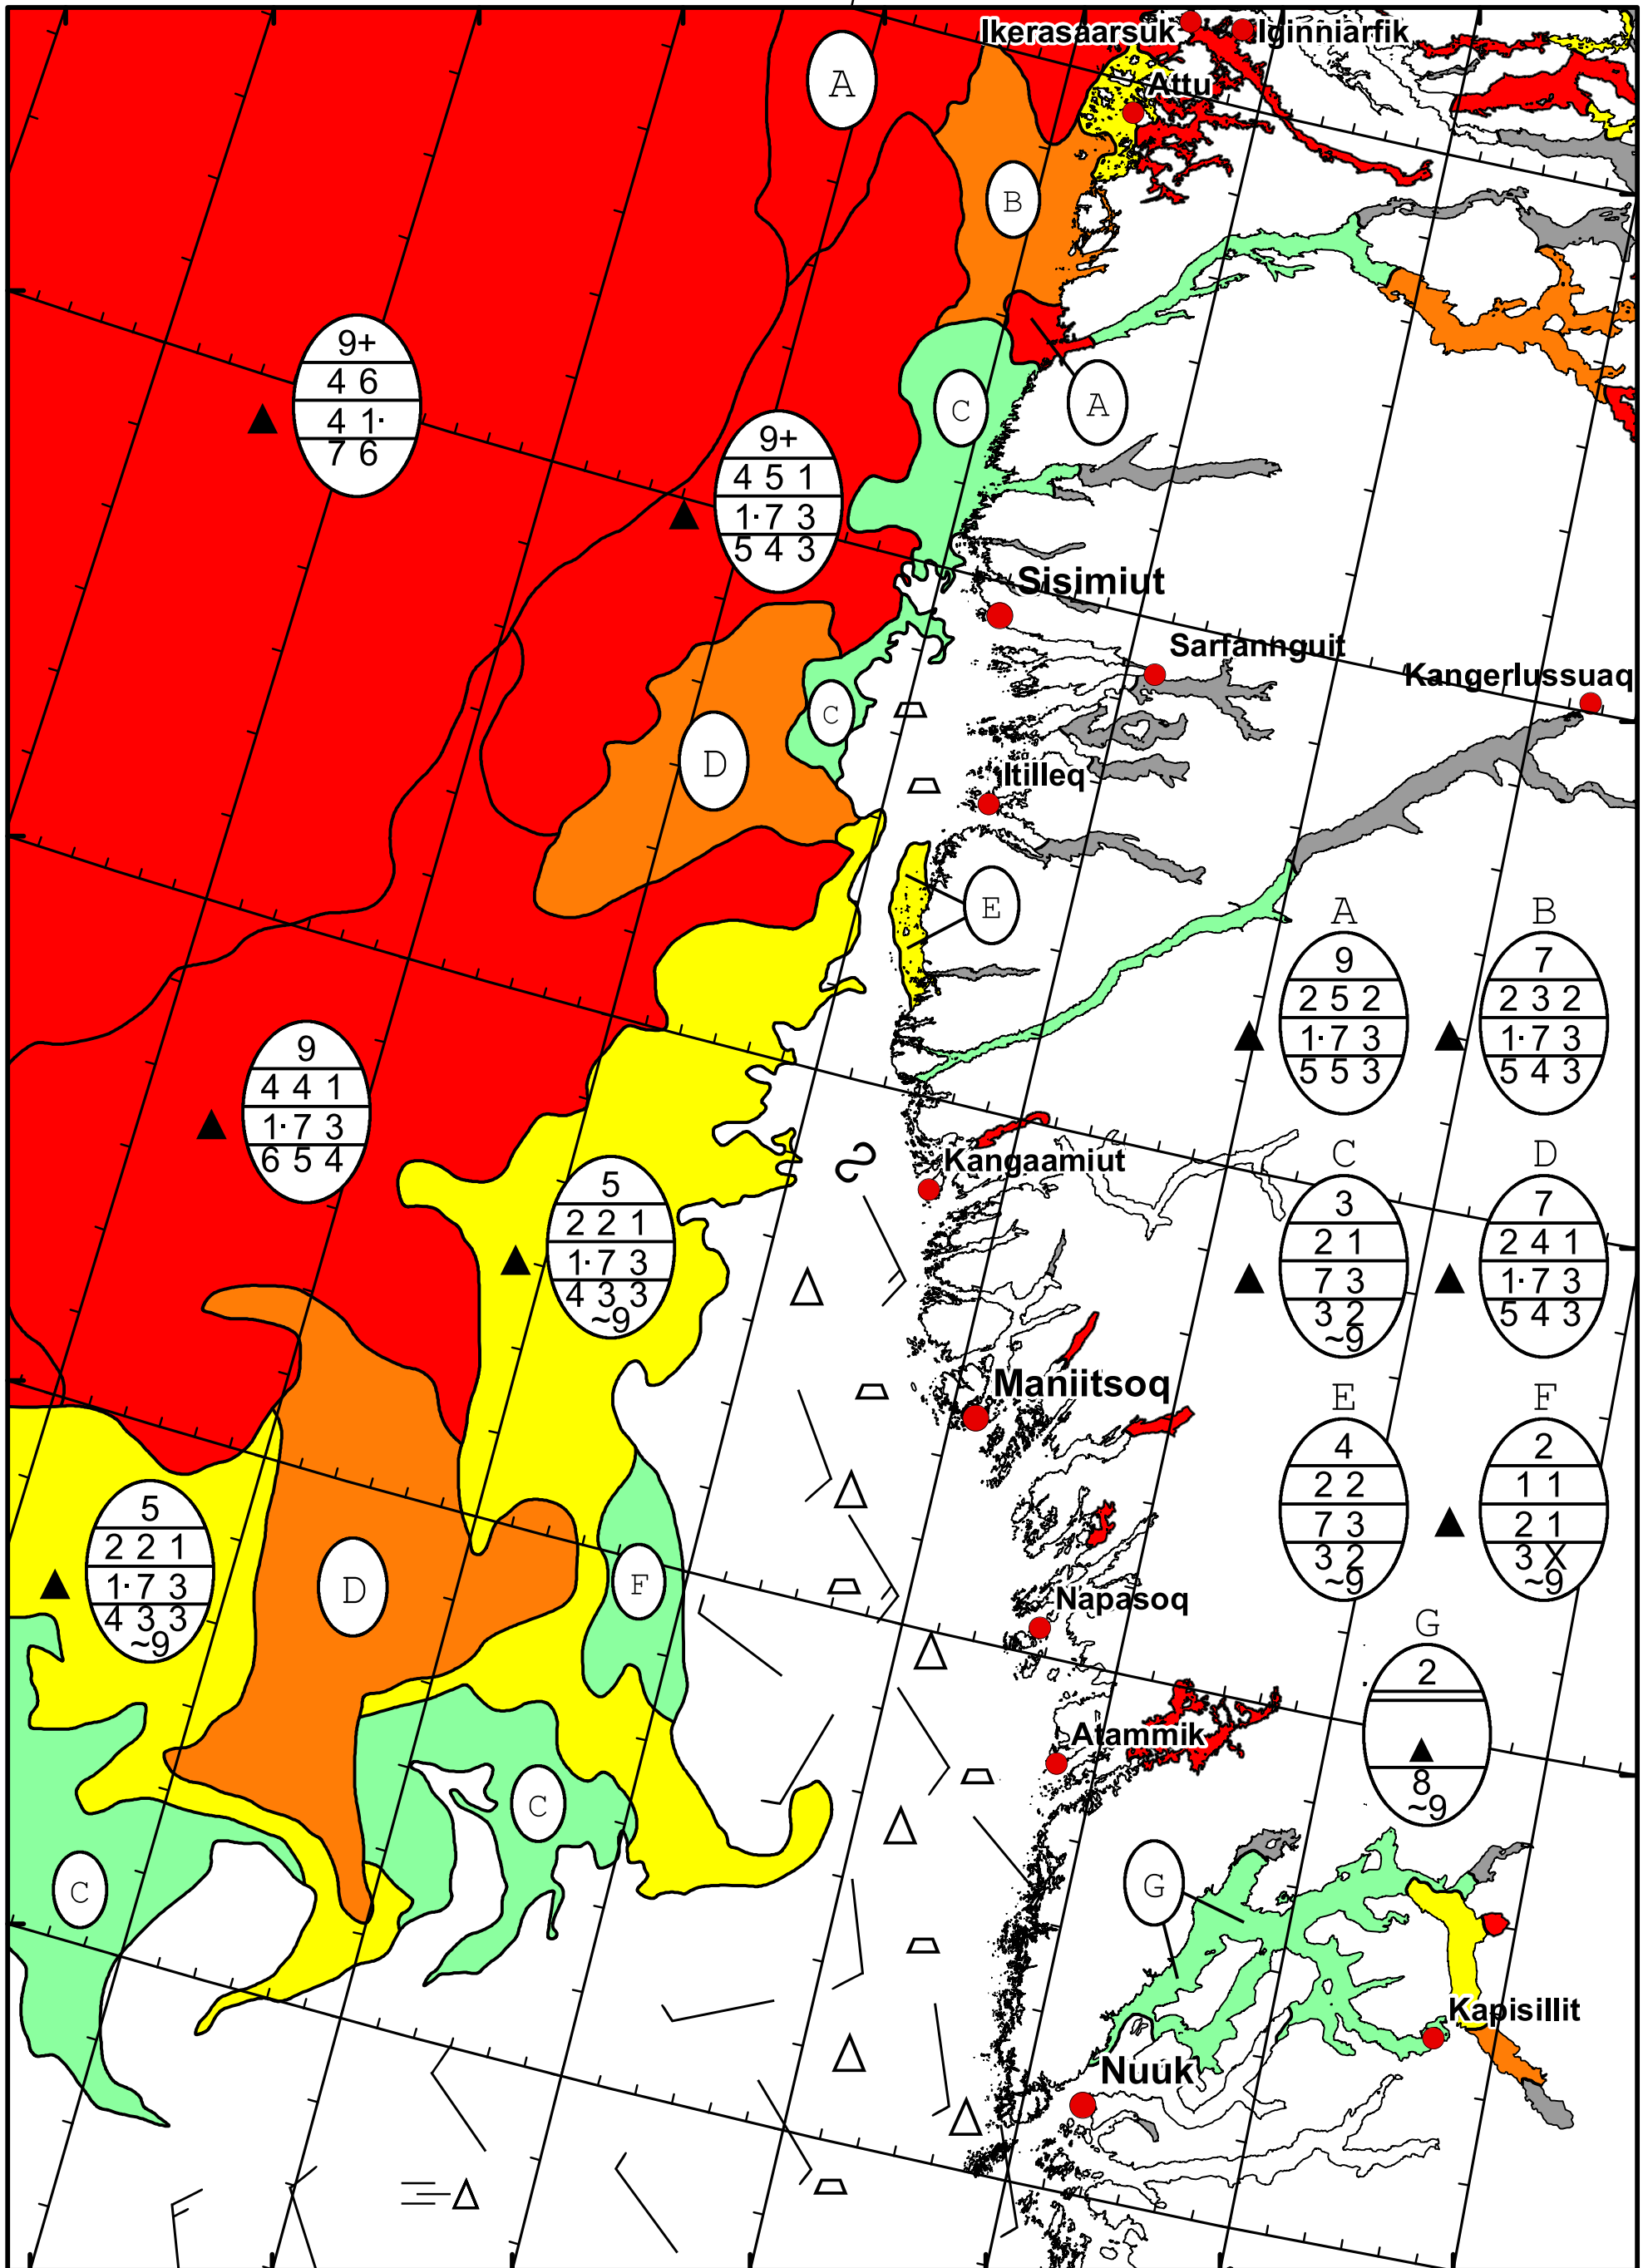 Ikerasaarsuk
Iginniarfik
Attu
A
B
9+
4 6
4 1·
7 6
C
A
9+
4 5 1
1·7 3
5 4 3
Sisimiut
Sarfannguit
Kangerlussuaq
C
D
Itilleq
E
A
9
2 5 2
1·7 3
5 5 3
B
7
2 3 2
1·7 3
5 4 3
9
4 4 1
1·7 3
6 5 4
Kangaamiut
5
2 2 1
1·7 3
4 3 3
~9
C
3
2 1
7 3
3 2
~9
D
7
2 4 1
1·7 3
5 4 3
Maniitsoq
E
4
2 2
7 3
3 2
~9
F
2
1 1
2 1
3 X
~9
5
2 2 1
1·7 3
4 3 3
~9
D
F
Napasoq
G
2
8
~9
Atammik
C
C
G
Kapisillit
Nuuk